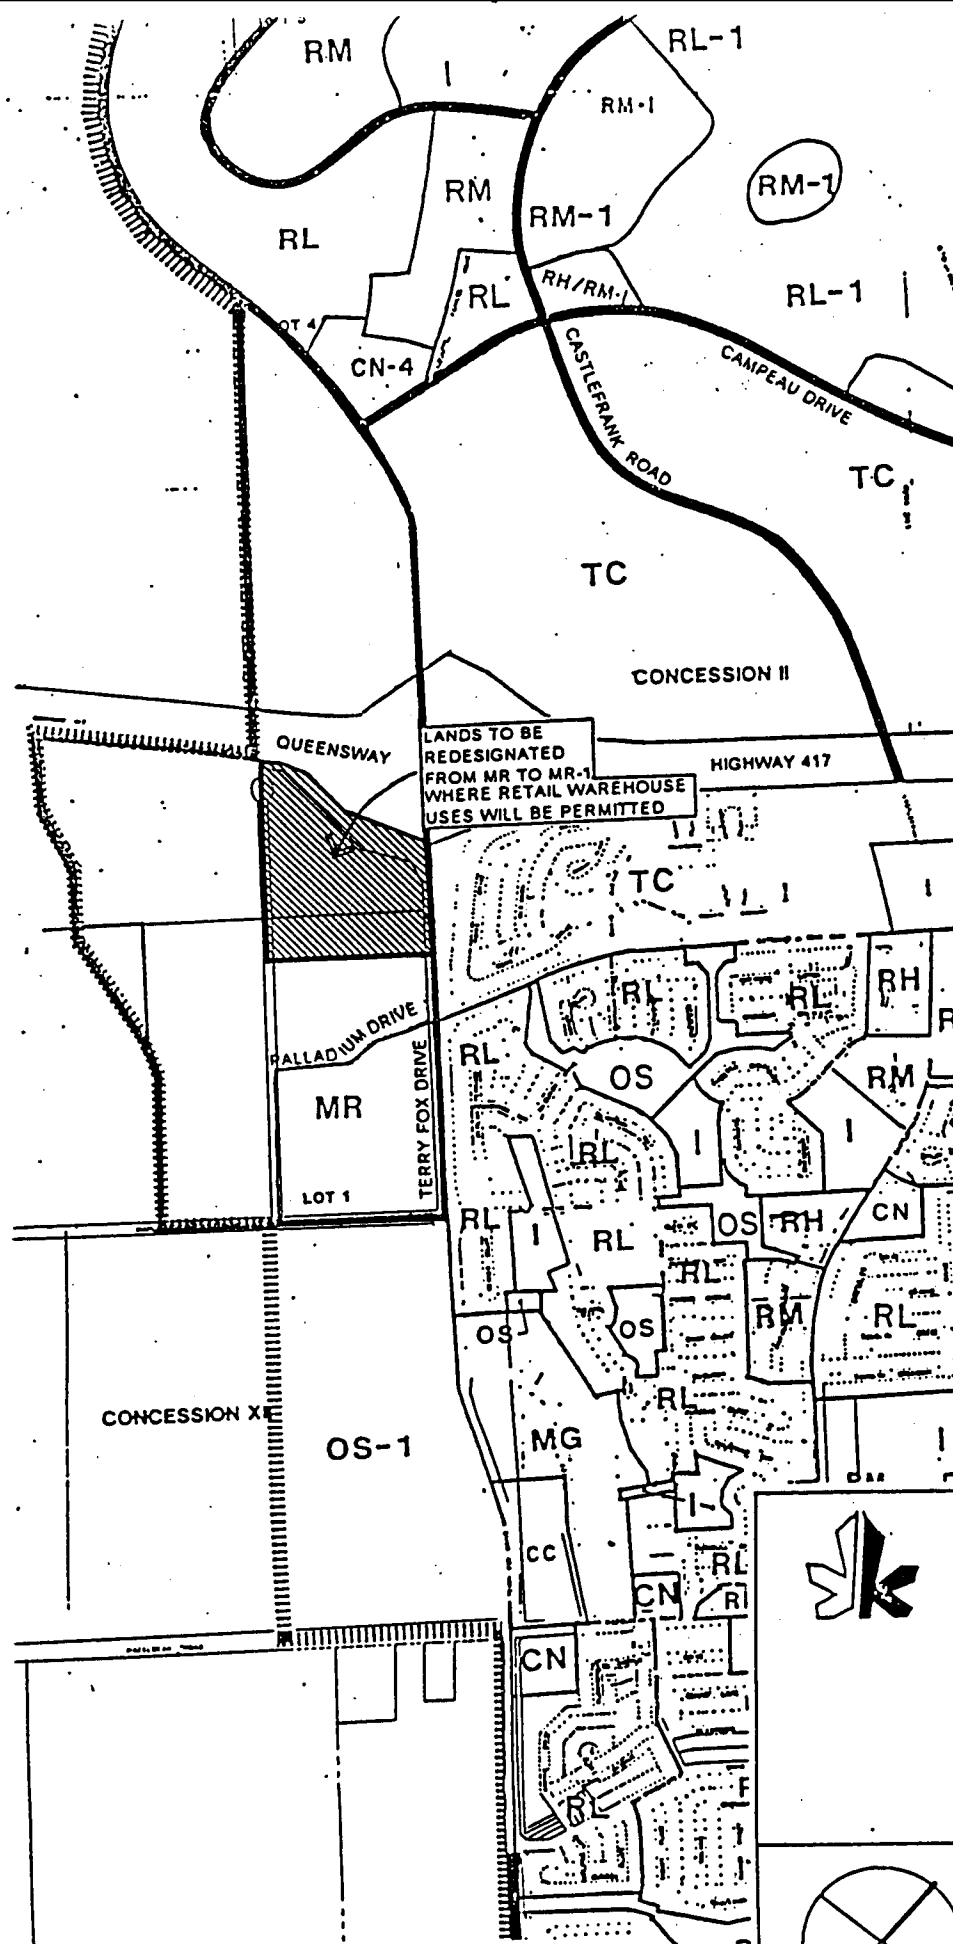 RM
RL-1
I
RM-1
RM
RM-1
RM-1
RL
RL
RH/RM-1
RL-1
OT 4
CN-4
CASTLEFRANK ROAD
CAMPEAU DRIVE
TC
TC
CONCESSION II
QUEENSWAY
LANDS TO BE
REDESIGNATED
FROM MR TO MR-1
WHERE RETAIL WAREHOUSE
USES WILL BE PERMITTED
HIGHWAY 417
TC
I
I
RL
RL
RH
R
PALLADIUM DRIVE
TERRY FOX DRIVE
RL
OS
RM
L
MR
RL
I
I
LOT 1
RL
I
RL
OS
RH
CN
RL
OS
OS
RM
RL
CONCESSION XII
OS-1
MG
RL
I
I
CC
RL
CN
R
CN
RL